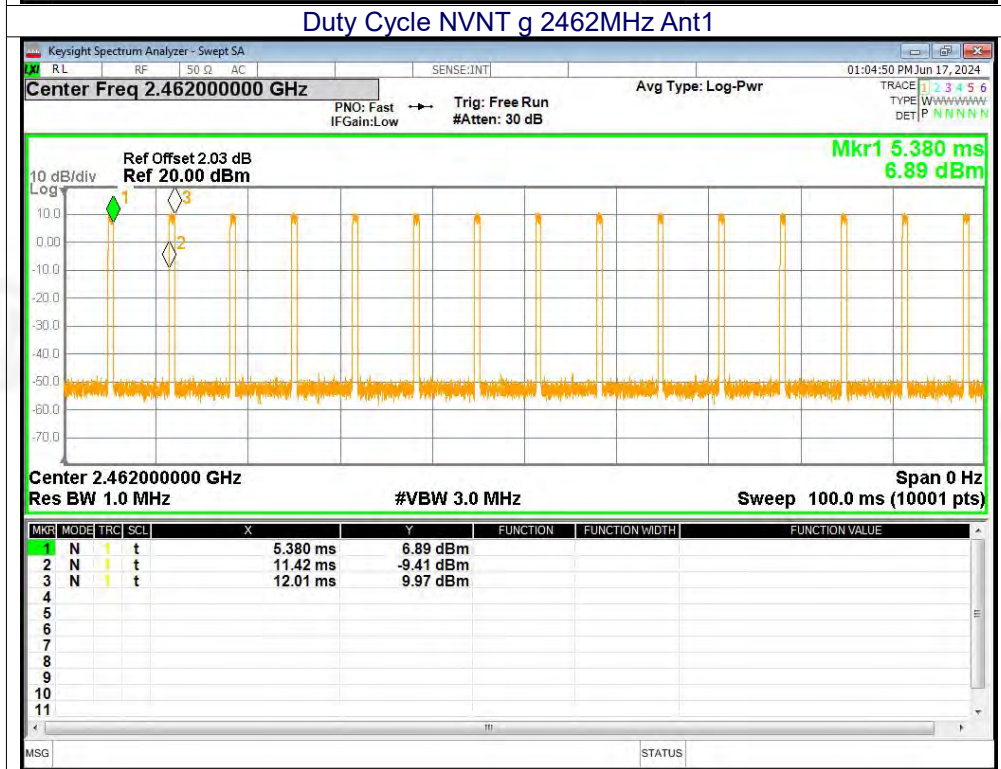 Duty Cycle NVNT g 2462MHz Ant1
Keysight Spectrum Analyzer - Swept SA
LXI RL RF 50 Ω AC SENSE:INT 01:04:50 PM Jun 17, 2024
Center Freq 2.462000000 GHz Avg Type: Log-Pwr TRACE 1 2 3 4 5 6
PNO: Fast Trig: Free Run TYPE WWWWWW
IFGain:Low #Atten: 30 dB DET P N N N N N
Mkr1 5.380 ms
Ref Offset 2.03 dB
10 dB/div Ref 20.00 dBm 6.89 dBm
Log
1 3
10.0
0.00
2
-10.0
-20.0
-30.0
-40.0
-50.0
-60.0
-70.0
Center 2.462000000 GHz Span 0 Hz
Res BW 1.0 MHz #VBW 3.0 MHz Sweep 100.0 ms (10001 pts)
MKR MODE TRC SCL X Y FUNCTION FUNCTION WIDTH FUNCTION VALUE
1 N 1 t 5.380 ms 6.89 dBm
2 N 1 t 11.42 ms -9.41 dBm
3 N 1 t 12.01 ms 9.97 dBm
4
5
6
7
8
9
10
11
MSG STATUS